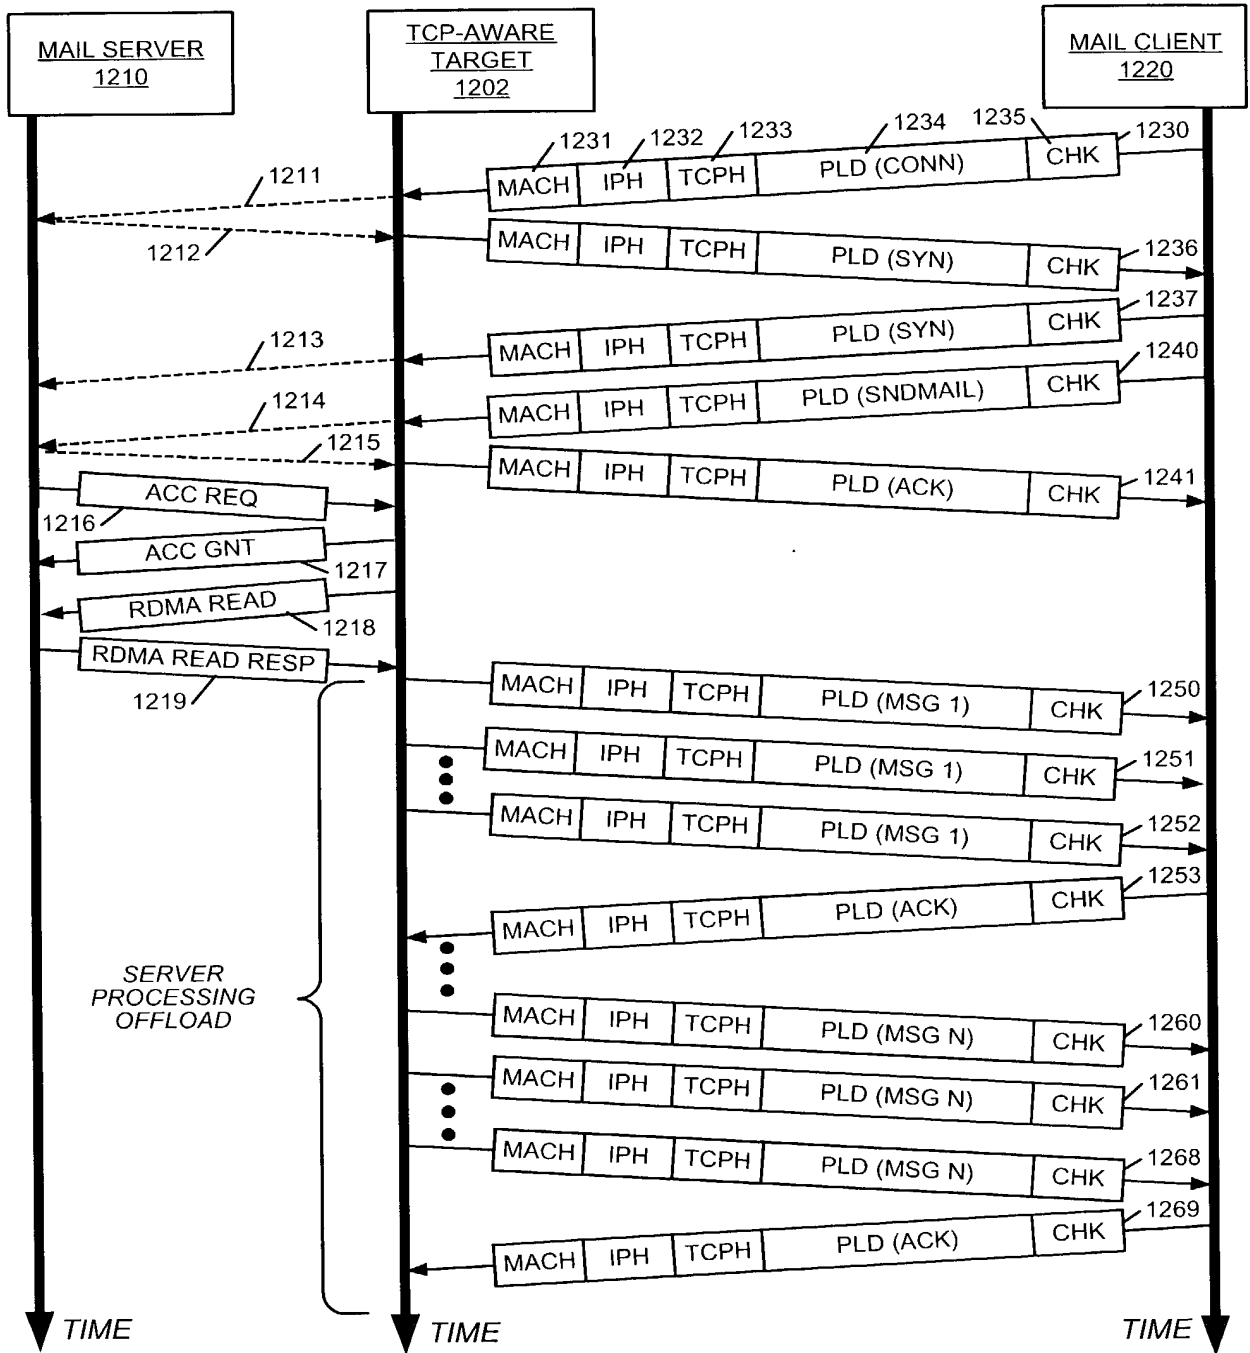 MAIL SERVER
1210
TCP-AWARE
TARGET
1202
MAIL CLIENT
1220
1231 1232 1233 1234 1235 1230
MACH IPH TCPH PLD (CONN) CHK
1211
1212
MACH IPH TCPH PLD (SYN) CHK
1236
1237
MACH IPH TCPH PLD (SYN) CHK
1213
1240
MACH IPH TCPH PLD (SNDMAIL) CHK
1214
1215
MACH IPH TCPH PLD (ACK) CHK
1241
ACC REQ
1216
ACC GNT
1217
RDMA READ
1218
RDMA READ RESP
1219
MACH IPH TCPH PLD (MSG 1) CHK
1250
MACH IPH TCPH PLD (MSG 1) CHK
1251
MACH IPH TCPH PLD (MSG 1) CHK
1252
1253
MACH IPH TCPH PLD (ACK) CHK
SERVER
PROCESSING
OFFLOAD
MACH IPH TCPH PLD (MSG N) CHK
1260
MACH IPH TCPH PLD (MSG N) CHK
1261
MACH IPH TCPH PLD (MSG N) CHK
1268
1269
MACH IPH TCPH PLD (ACK) CHK
TIME
TIME
TIME